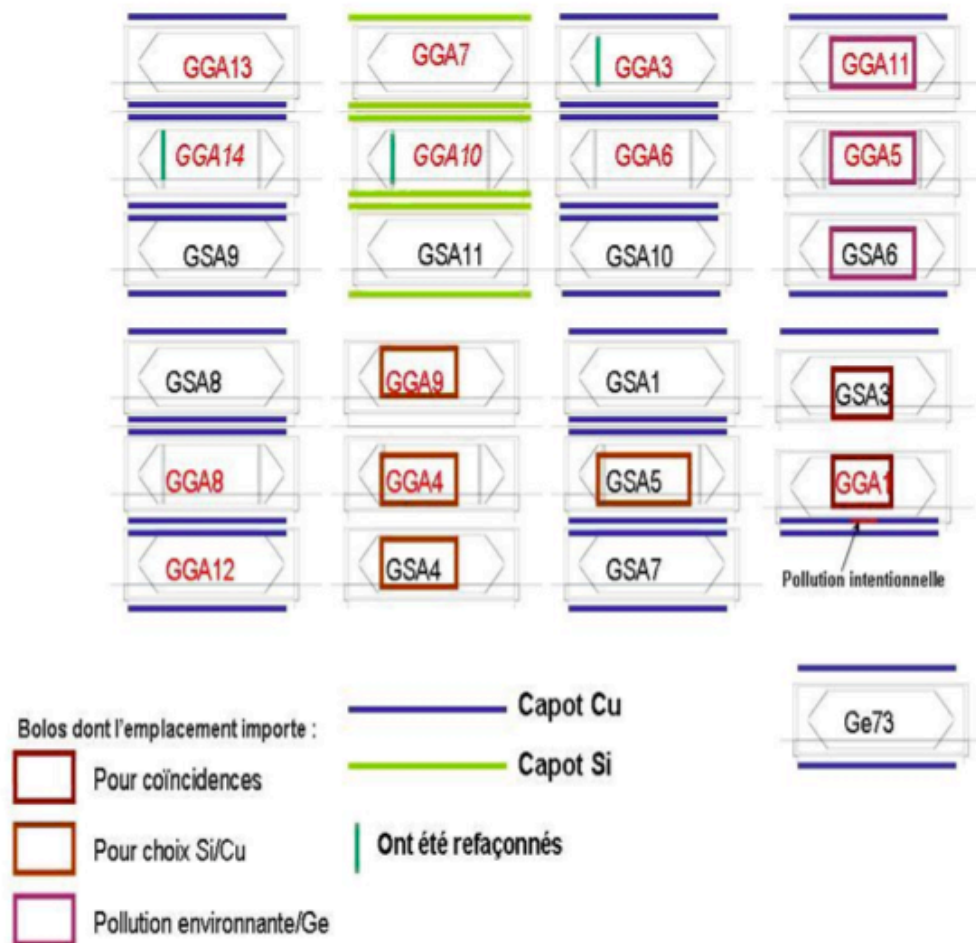 GGA13 GGA7 GGA3 GGA11
GGA14 GGA10 GGA6 GGA5
GSA9 GSA11 GSA10 GSA6
GSA8 GGA9 GSA1 GSA3
GGA8 GGA4 GSA5 GGA1
GGA12 GSA4 GSA7
Pollution intentionnelle
Ge73
Bolos dont l'emplacement importe :
Pour coïncidences
Pour choix Si/Cu
Pollution environnante/Ge
Capot Cu
Capot Si
Ont été refaçonnés